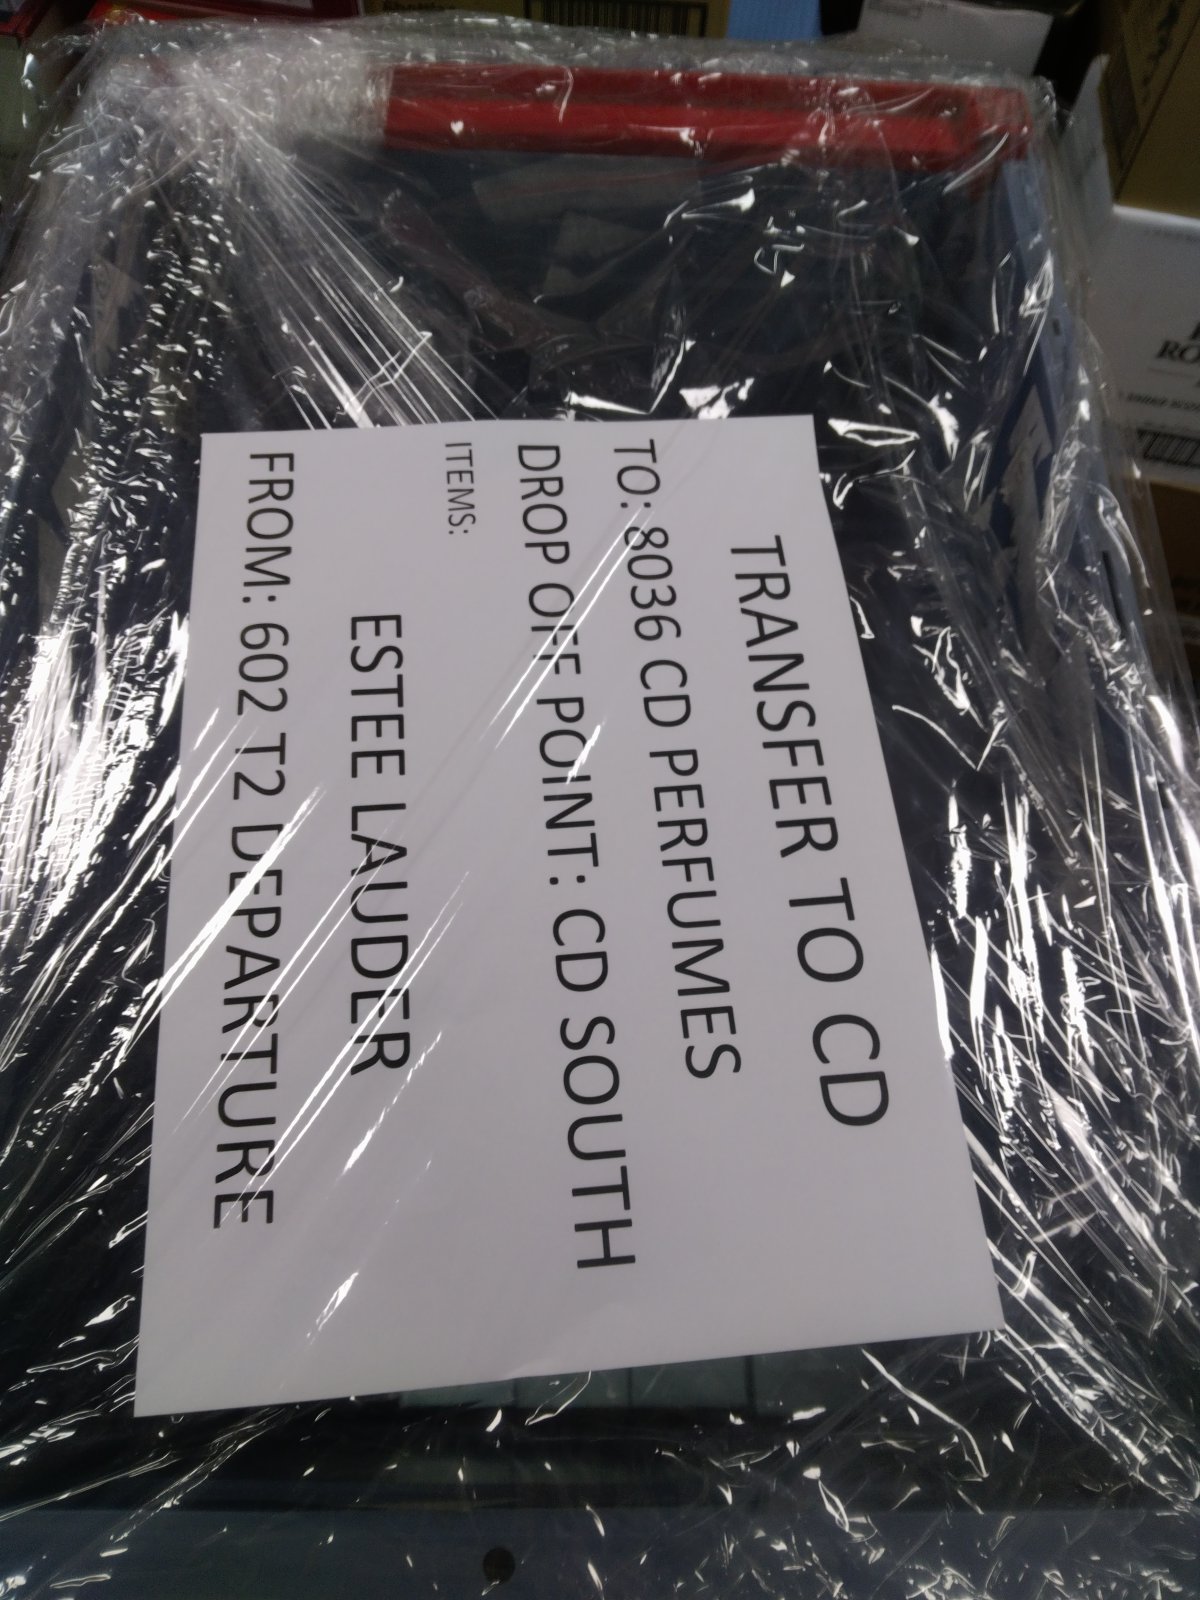 TRANSFER TO CD
TO: 8036 CD PERFUMES
DROP OFF POINT: CD SOUTH
ITEMS:
ESTEE LAUDER
FROM: 602 T2 DEPARTURE